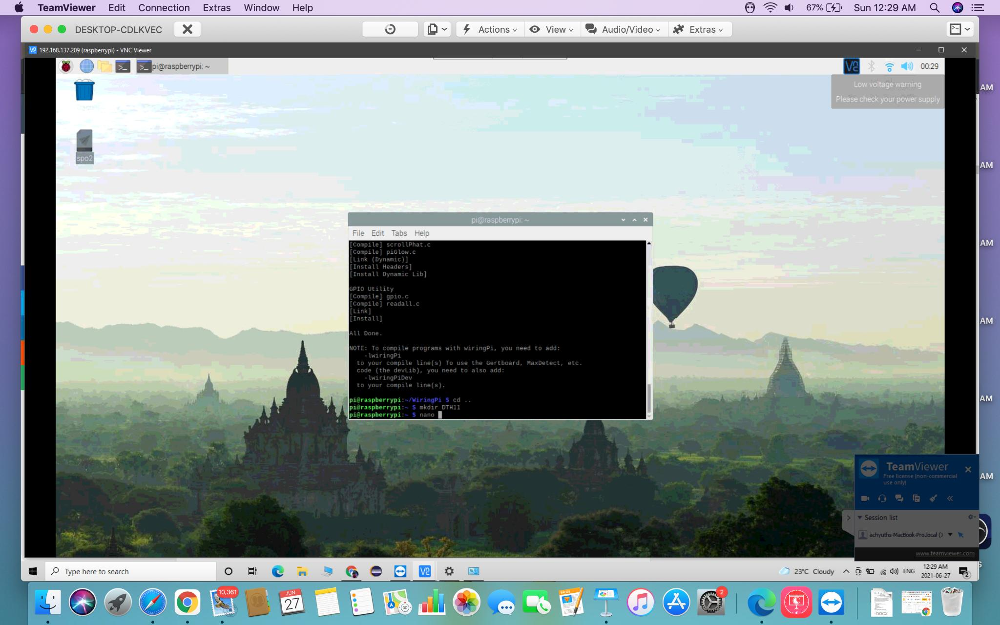 TeamViewer Edit Connection Extras Window Help 67% Sun 12:29 AM
DESKTOP-CDLKVEC Actions View Audio/Video Extras
192.168.137.209 (raspberrypi) - VNC Viewer
pi@raspberrypi: ~ 00:29
Low voltage warning
Please check your power supply
AM
spo2
AM
pi@raspberrypi: ~
File Edit Tabs Help
[Compile] scrollPhat.c
AM
[Compile] piGlow.c
[Link (Dynamic)]
[Install Headers]
[Install Dynamic Lib]
GPIO Utility
[Compile] gpio.c
[Compile] readall.c
[Link]
[Install]
AM
All Done.
NOTE: To compile programs with wiringPi, you need to add:
-lwiringPi
to your compile line(s) To use the Gertboard, MaxDetect, etc.
code (the devLib), you need to also add:
-lwiringPiDev
to your compile line(s).
pi@raspberrypi:~/WiringPi $ cd ..
AM
pi@raspberrypi:~ $ mkdir DTH11
pi@raspberrypi:~ $ nano
TeamViewer
Free license (non-commercial
use only)
AM
Session list
achyuths-MacBook-Pro.local (7
www.teamviewer.com
Type here to search 23°C Cloudy ENG 12:29 AM
2021-06-27 2
s
10,361 JUN
27 3D PAGES 2 DOCX